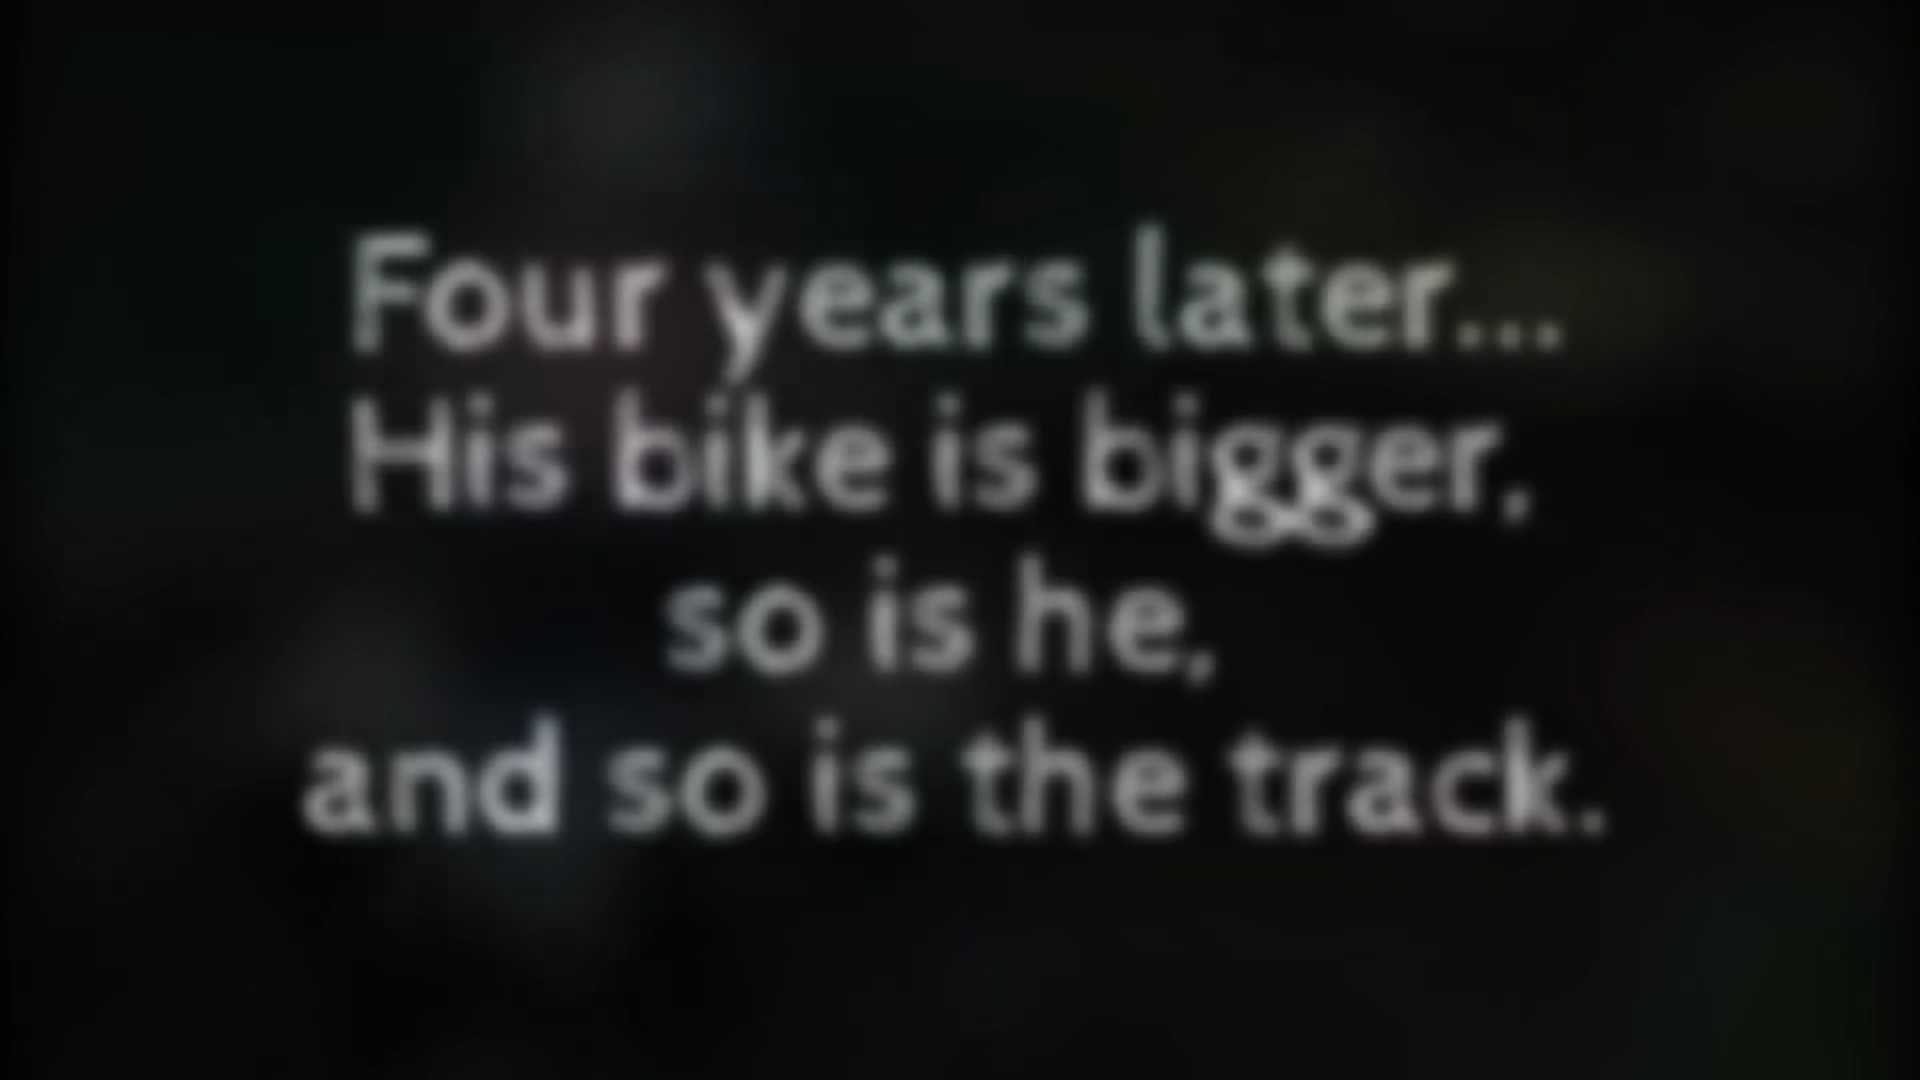 Four years later...
His bike is bigger,
so is he,
and so is the track.